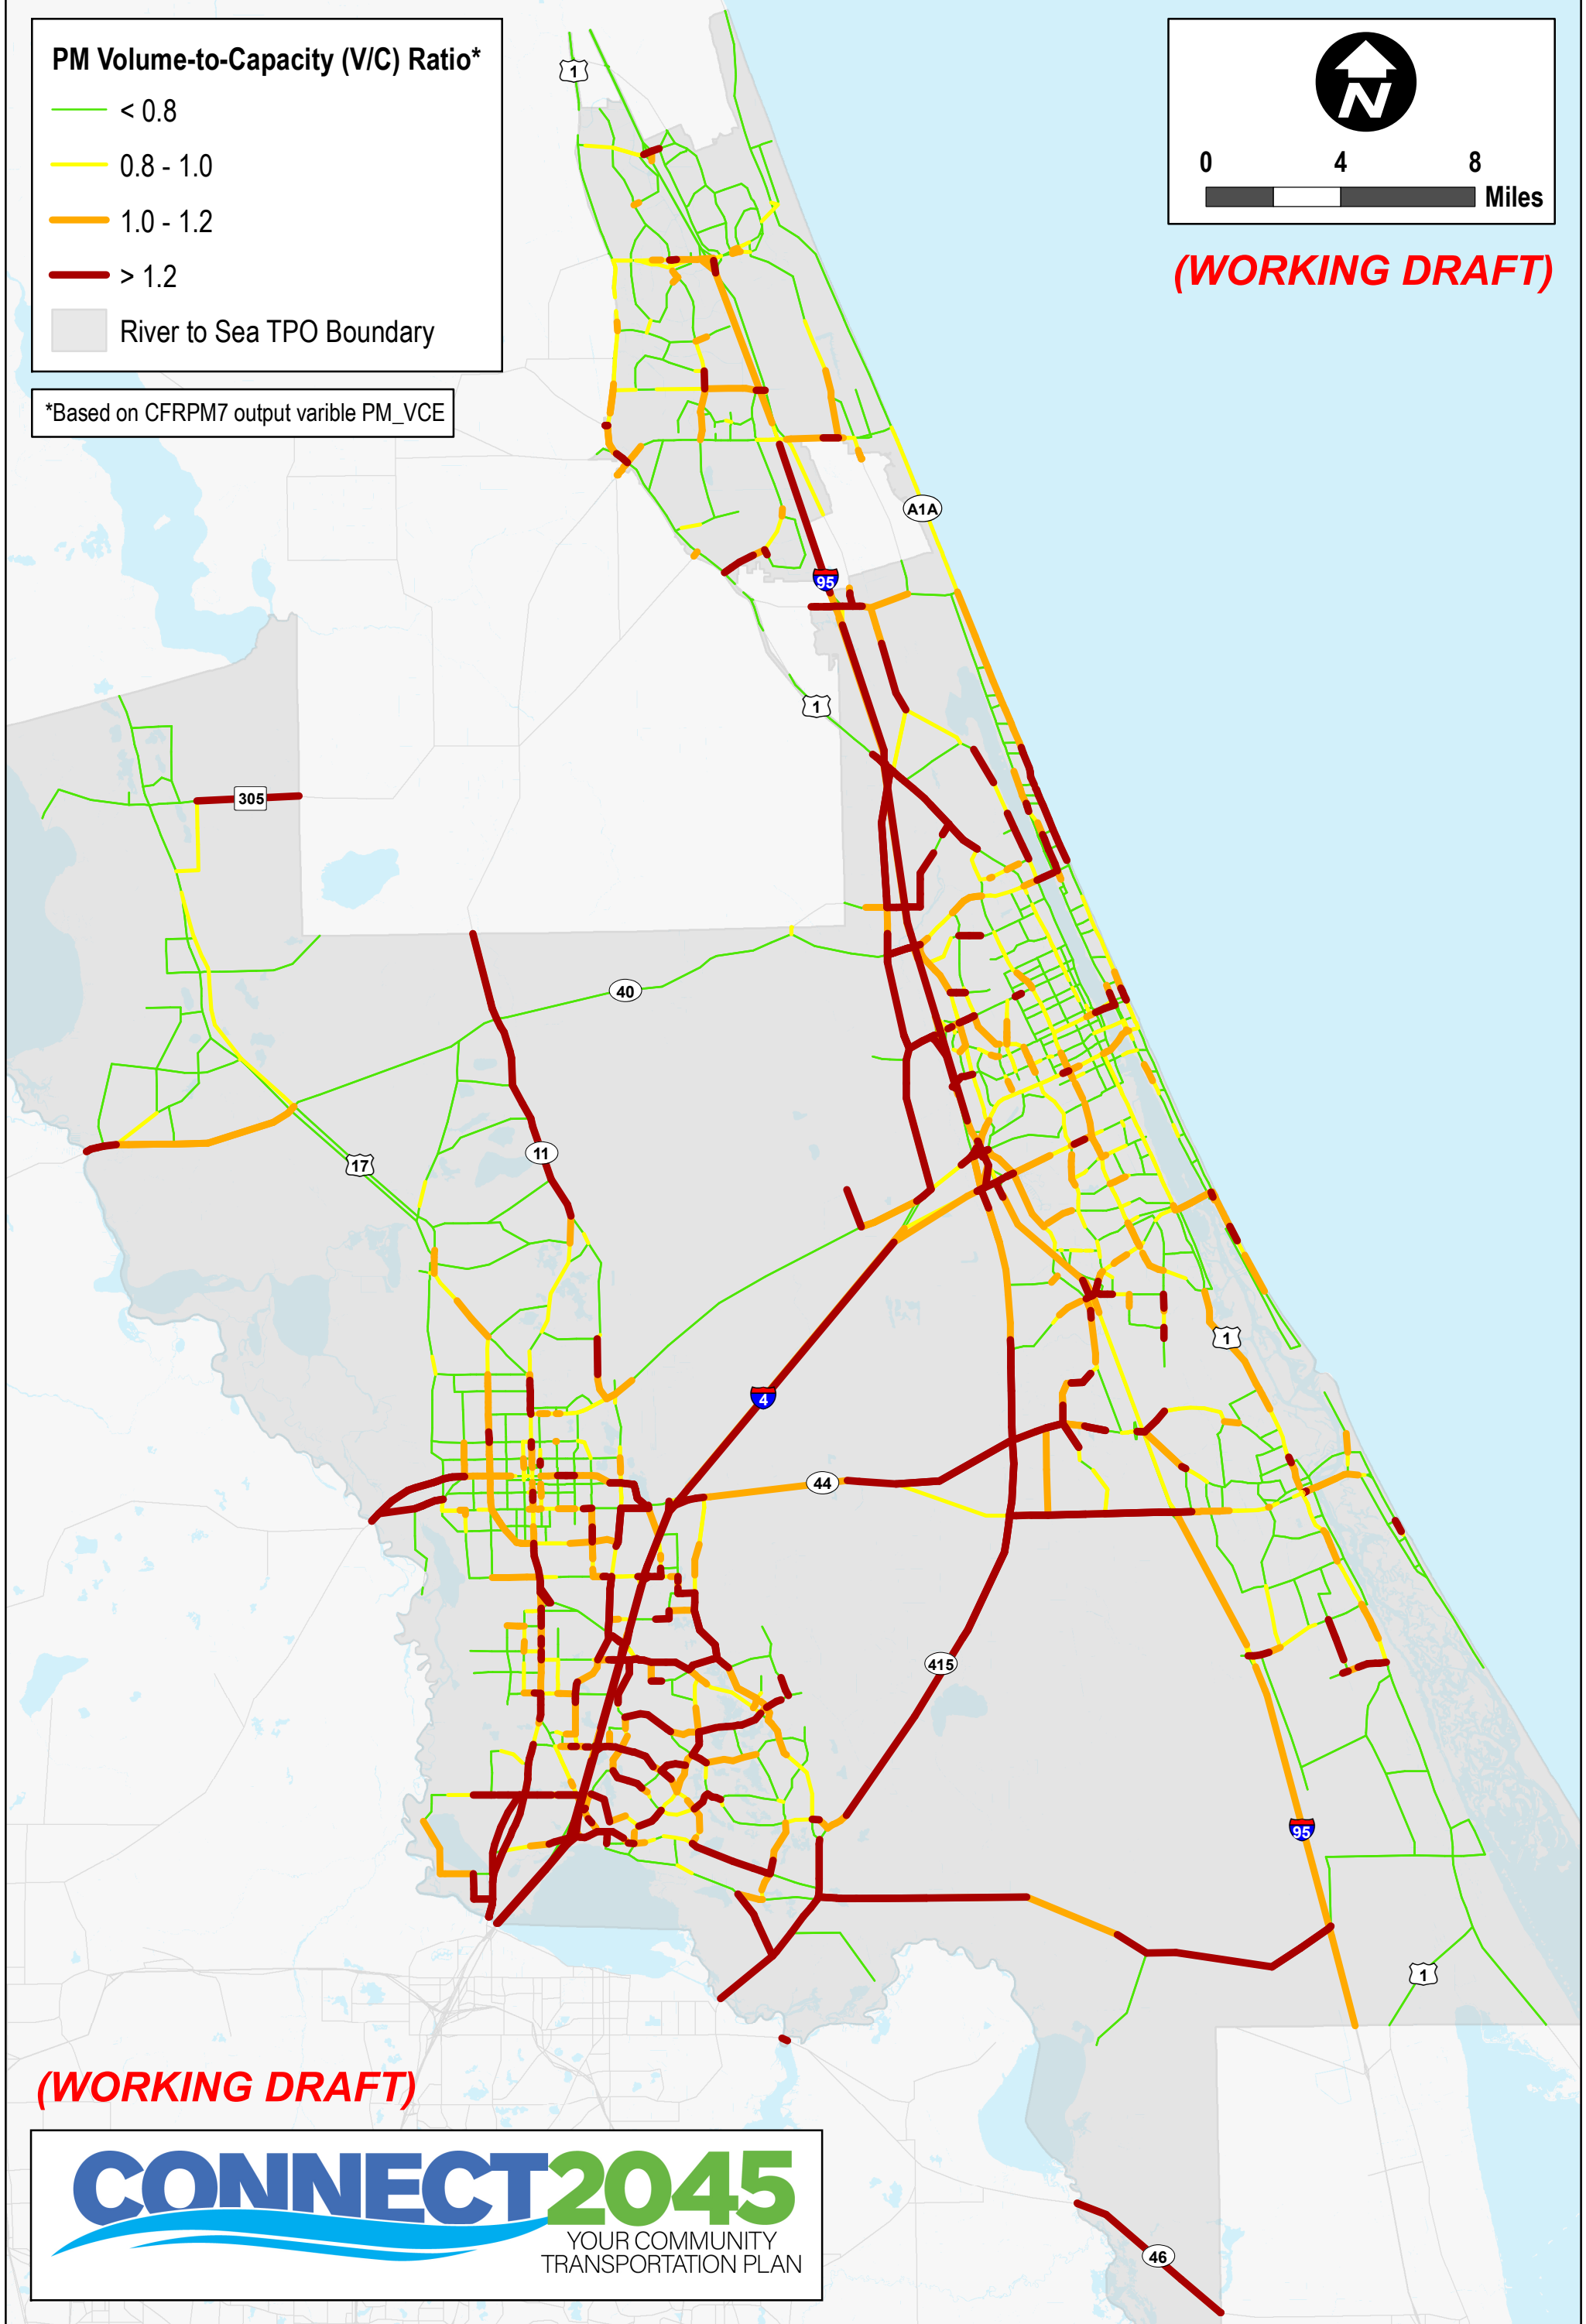 PM Volume-to-Capacity (V/C) Ratio*
< 0.8
0.8 - 1.0
1.0 - 1.2
> 1.2
River to Sea TPO Boundary
*Based on CFRPM7 output varible PM_VCE
N
0 4 8
Miles
(WORKING DRAFT)
1
A1A
95
1
305
40
11
17
1
4
44
415
95
1
46
(WORKING DRAFT)
CONNECT2045
YOUR COMMUNITY
TRANSPORTATION PLAN